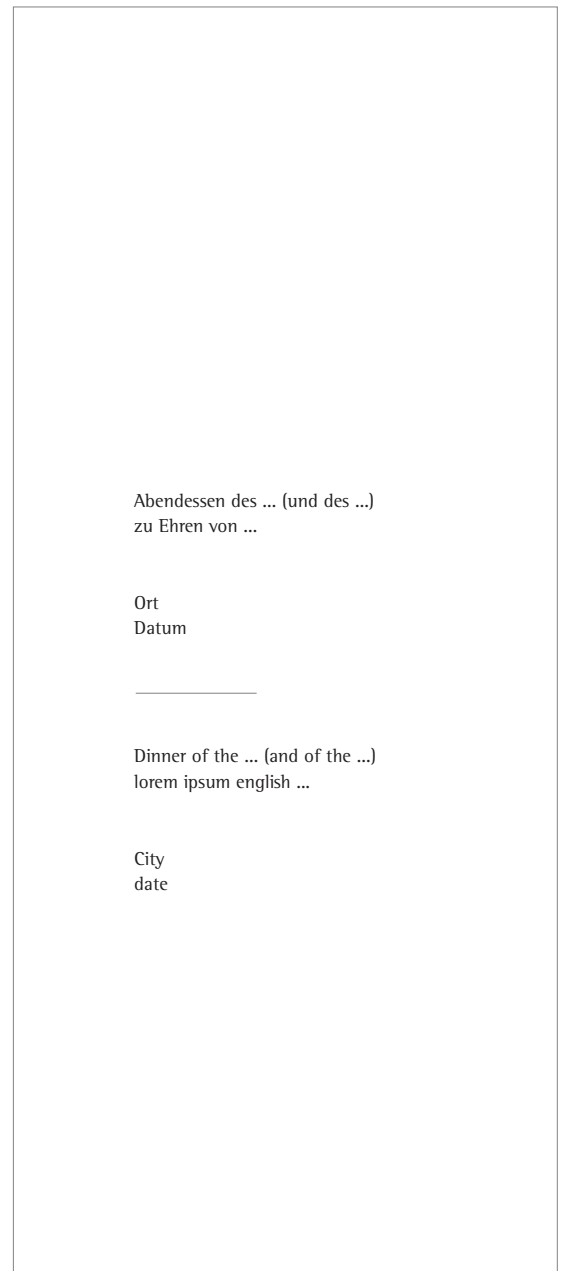 Abendessen des ... (und des ...)
zu Ehren von ...
Ort
Datum
Dinner of the ... (and of the ...)
lorem ipsum english ...
City
date